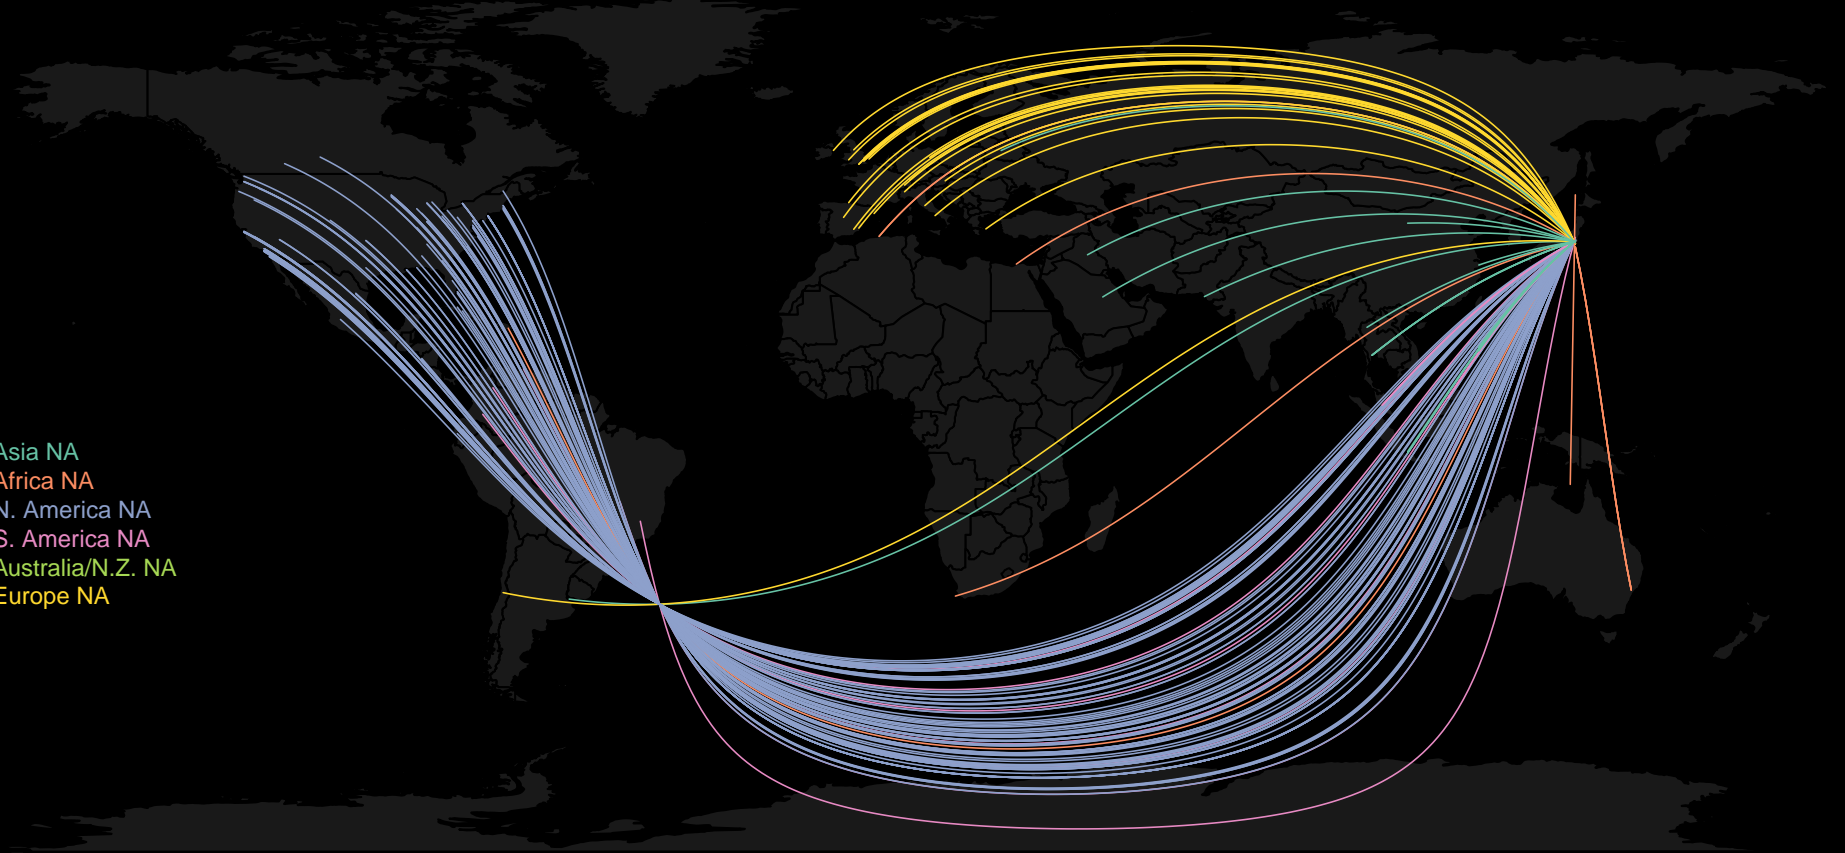 Asia NA
Africa NA
N. America NA
S. America NA
Australia/N.Z. NA
Europe NA